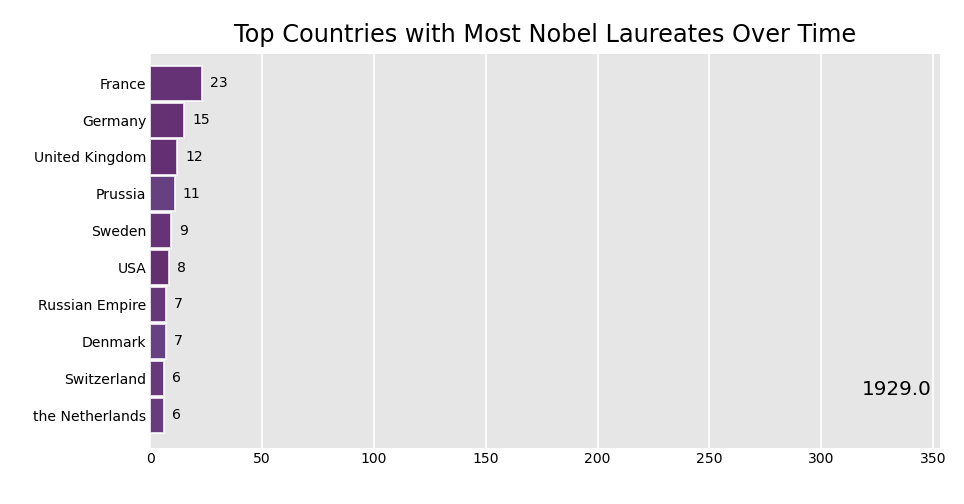 Top Countries with Most Nobel Laureates Over Time
France 23
Germany 15
United Kingdom 12
Prussia 11
Sweden 9
USA 8
Russian Empire 7
Denmark 7
Switzerland 6
1929.0
the Netherlands 6
0 50 100 150 200 250 300 350